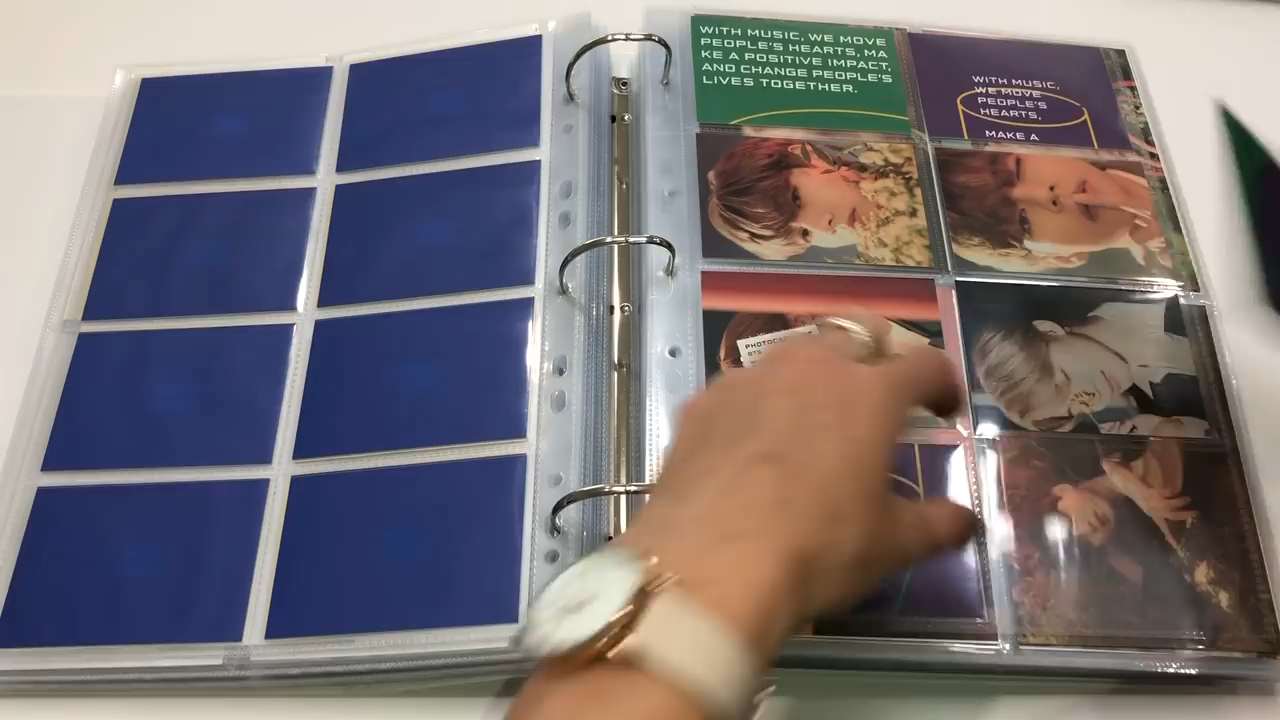 WITH MUSIC, WE MOVE
PEOPLE'S HEARTS, MA
KE A POSITIVE IMPACT,
AND CHANGE PEOPLE'S
LIVES TOGETHER.
WITH MUSIC,
WE MOVE
PEOPLE'S
HEARTS,
MAKE A
BTS